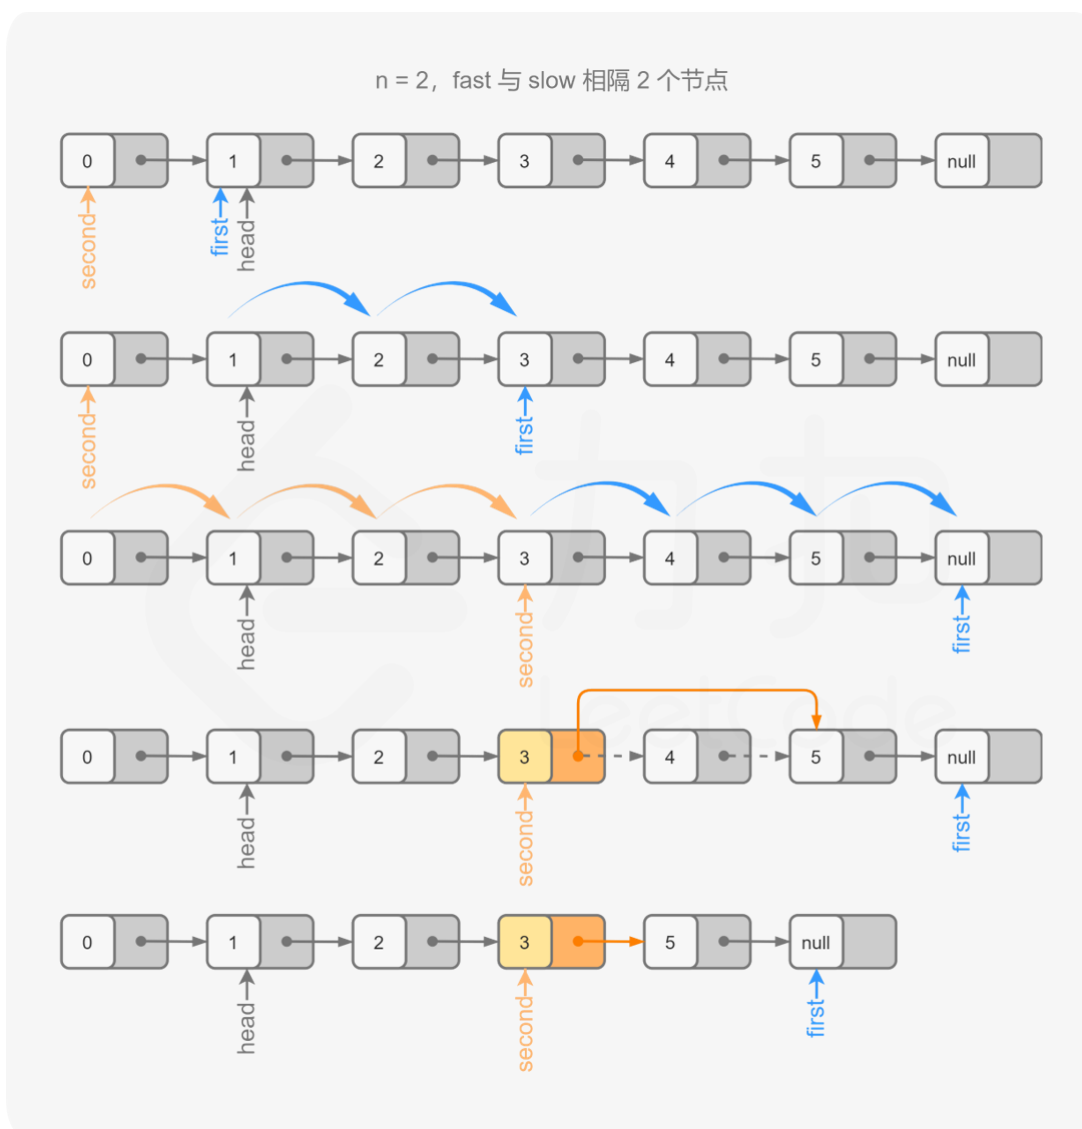 n = 2，fast 与 slow 相隔 2 个节点
0 1 2 3 4 5 null
second first head
0 1 2 3 4 5 null
second head first
0 1 2 3 4 5 null
head second first
力扣
LeetCode
0 1 2 3 4 5 null
head second first
0 1 2 3 5 null
head second first